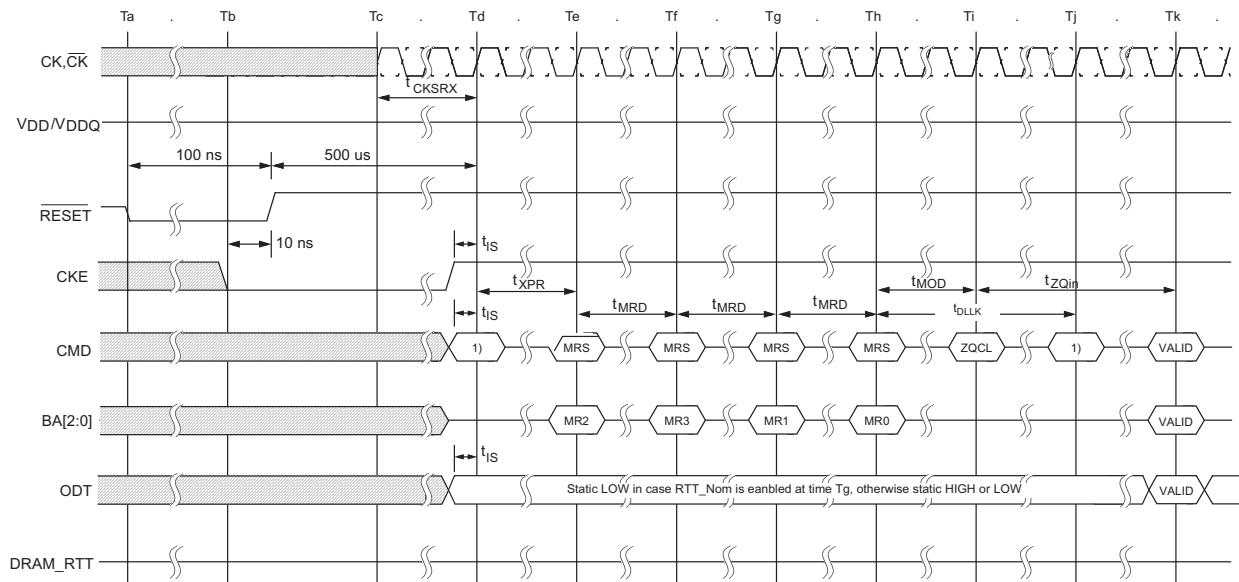 Ta . Tb . Tc . Td . Te . Tf . Tg . Th . Ti . Tj . Tk .
CK,CK
tCKSRX
VDD/VDDQ
100 ns 500 us
RESET
10 ns tIS
CKE
tXPR tMOD tZQin
tMRD tMRD tMRD tDLLK
tIS
CMD 1) MRS MRS MRS MRS ZQCL 1) VALID
BA[2:0] MR2 MR3 MR1 MR0 VALID
tIS
ODT Static LOW in case RTT_Nom is eanbled at time Tg, otherwise static HIGH or LOW VALID
DRAM_RTT